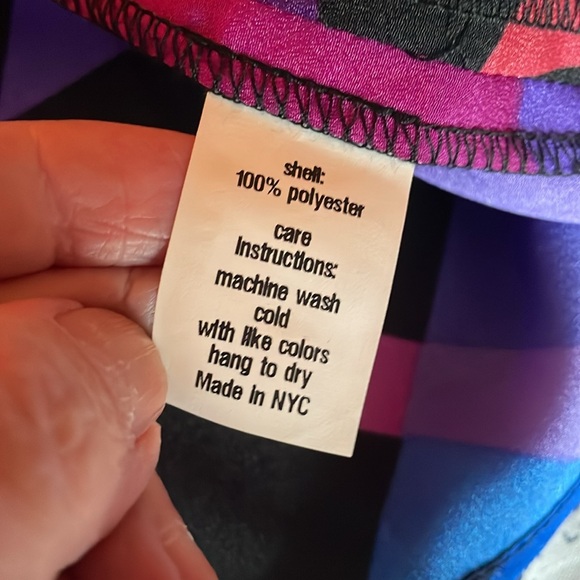 shell:
100% polyester
care
Instructions:
machine wash
cold
with like colors
hang to dry
Made in NYC